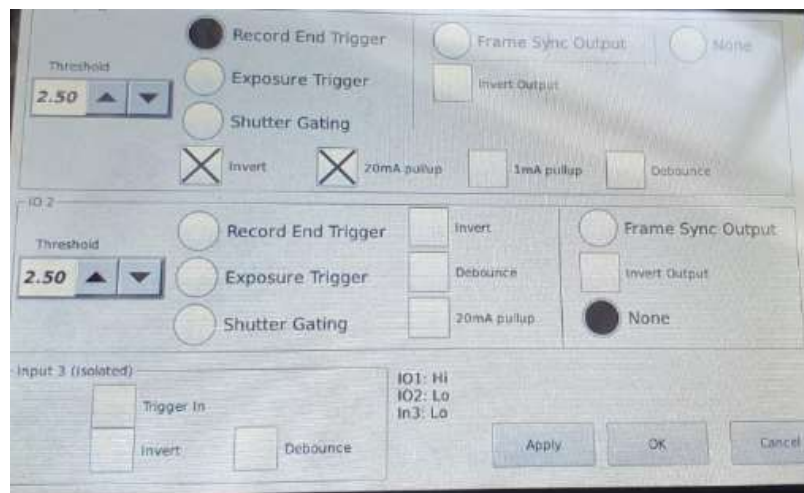 Record End Trigger
Frame Sync Output
None
Threshold
Exposure Trigger
Invert Output
2.50
Shutter Gating
Invert
20mA pullup
1mA pullup
Debounce
IO 2
Record End Trigger
Invert
Frame Sync Output
Threshold
2.50
Exposure Trigger
Debounce
Invert Output
Shutter Gating
20mA pullup
None
Input 3 (isolated)
IO1: Hi
IO2: Lo
In3: Lo
Trigger In
Invert
Debounce
Apply
OK
Cancel